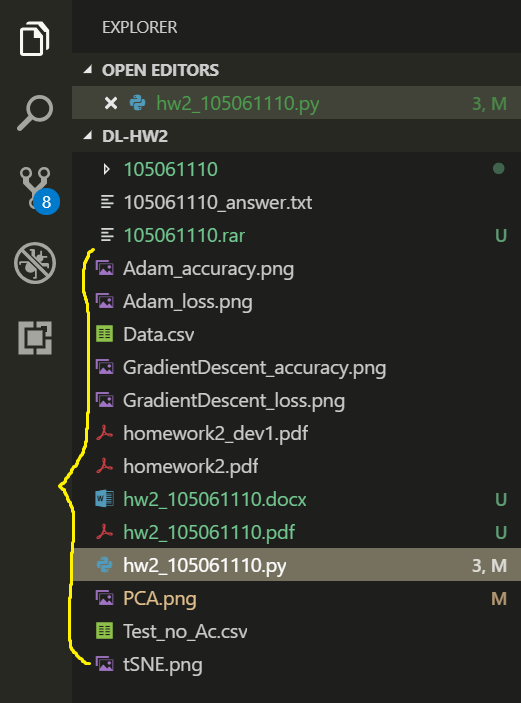 EXPLORER
OPEN EDITORS
hw2_105061110.py 3, M
DL-HW2
105061110
105061110_answer.txt
105061110.rar U
Adam_accuracy.png
Adam_loss.png
Data.csv
GradientDescent_accuracy.png
GradientDescent_loss.png
homework2_dev1.pdf
homework2.pdf
hw2_105061110.docx U
hw2_105061110.pdf U
hw2_105061110.py 3, M
PCA.png M
Test_no_Ac.csv
tSNE.png
8